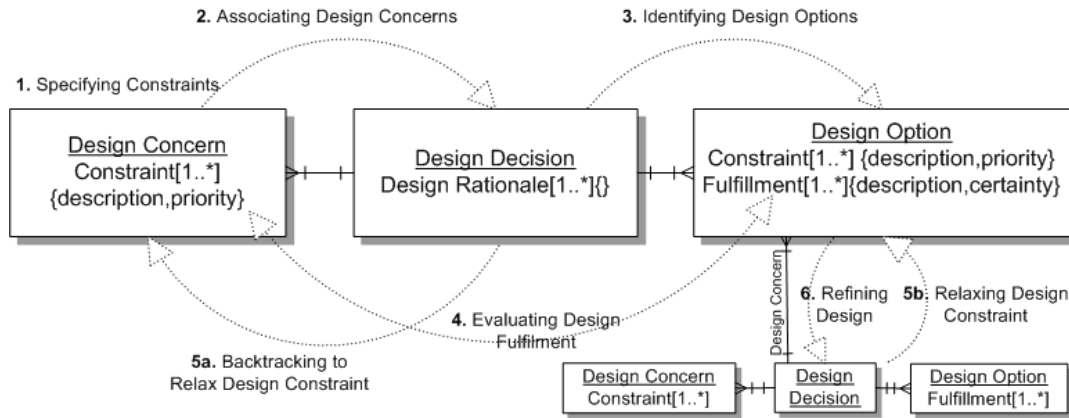 2. Associating Design Concerns
3. Identifying Design Options
1. Specifying Constraints
Design Concern
Constraint[1..*]
{description,priority}
Design Decision
Design Rationale[1..*]{}
Design Option
Constraint[1..*] {description,priority}
Fulfillment[1..*]{description,certainty}
Design Concern
6. Refining
Design
5b. Relaxing Design
Constraint
4. Evaluating Design
Fulfilment
5a. Backtracking to
Relax Design Constraint
Design Concern
Constraint[1..*]
Design
Decision
Design Option
Fulfillment[1..*]